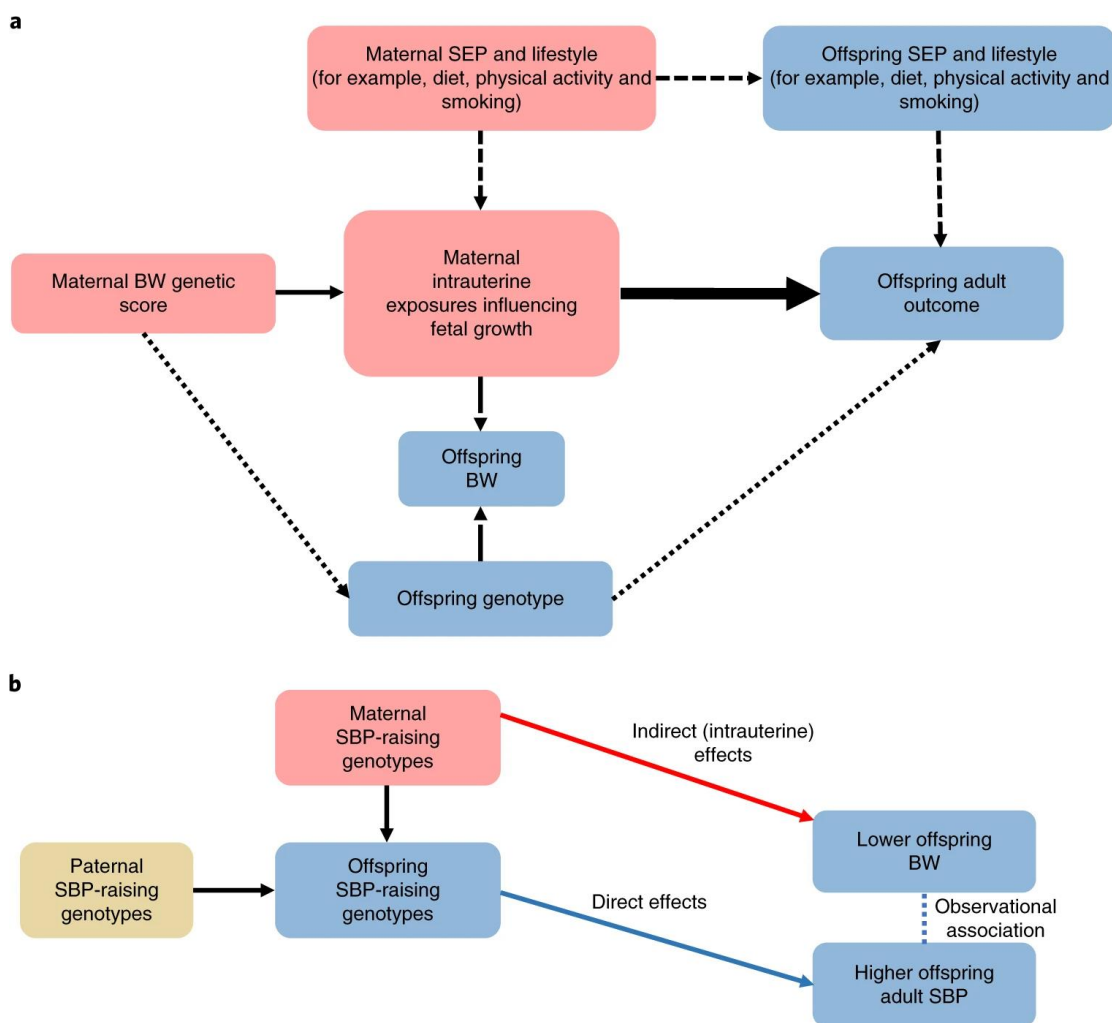 a
Maternal SEP and lifestyle
(for example, diet, physical activity and
smoking)
Offspring SEP and lifestyle
(for example, diet, physical activity and
smoking)
Maternal BW genetic
score
Maternal
intrauterine
exposures influencing
fetal growth
Offspring adult
outcome
Offspring
BW
Offspring genotype
b
Maternal
SBP-raising
genotypes
Indirect (intrauterine)
effects
Paternal
SBP-raising
genotypes
Offspring
SBP-raising
genotypes
Direct effects
Lower offspring
BW
Observational
association
Higher offspring
adult SBP